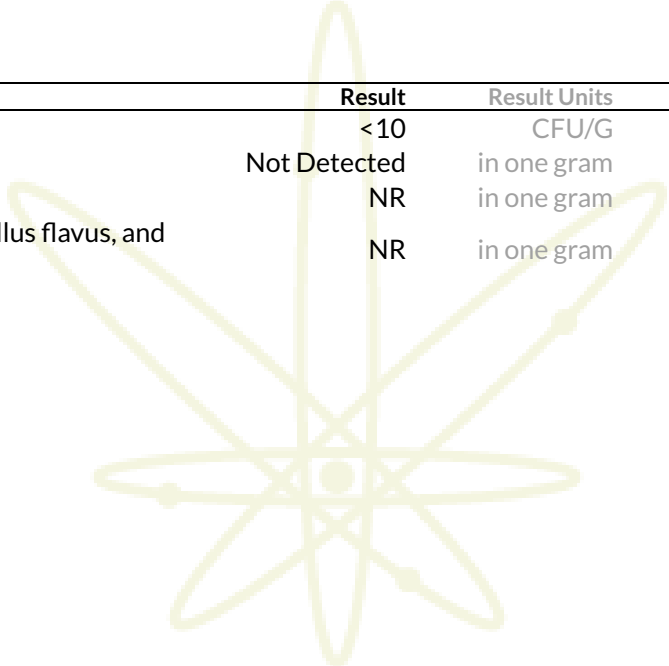 Result Result Units
<10 CFU/G
Not Detected in one gram
NR in one gram
flavus, and
NR in one gram